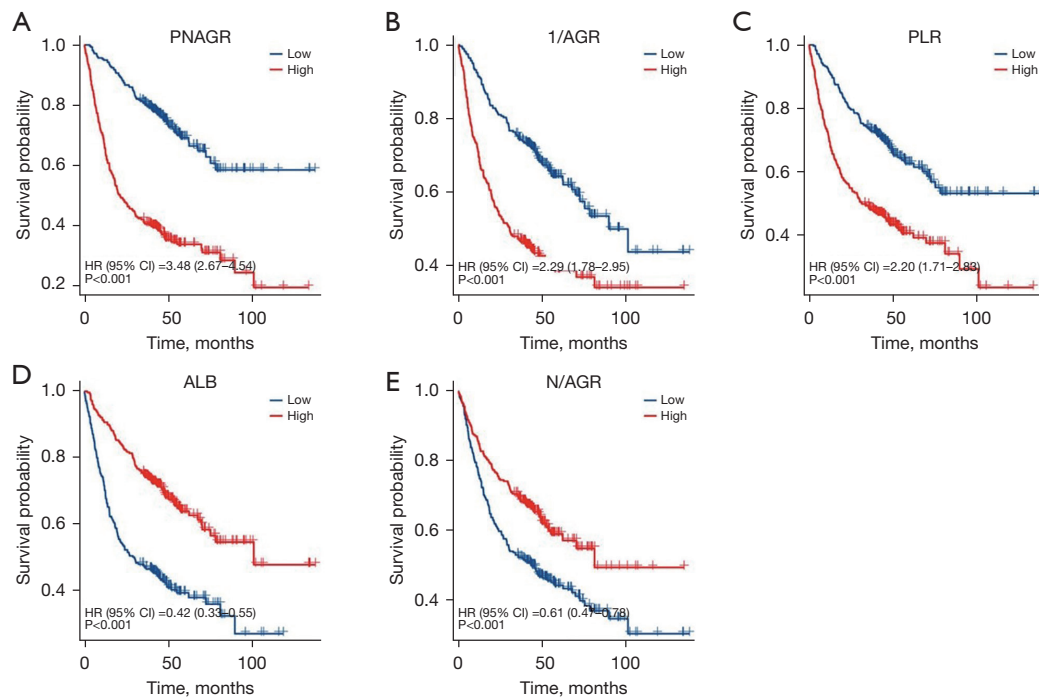 A
PNAGR
1.0
0.8
0.6
0.4
0.2
Survival probability
Low
High
HR (95% CI) =3.48 (2.67–4.54)
P<0.001
0 50 100
Time, months
B
1/AGR
1.0
0.8
0.6
0.4
Survival probability
Low
High
HR (95% CI) =2.29 (1.78–2.95)
P<0.001
0 50 100
Time, months
C
PLR
1.0
0.8
0.6
0.4
Survival probability
Low
High
HR (95% CI) =2.20 (1.71–2.83)
P<0.001
0 50 100
Time, months
D
ALB
1.0
0.8
0.6
0.4
Survival probability
Low
High
HR (95% CI) =0.42 (0.33–0.55)
P<0.001
0 50 100
Time, months
E
N/AGR
1.0
0.8
0.6
0.4
Survival probability
Low
High
HR (95% CI) =0.61 (0.47–0.78)
P<0.001
0 50 100
Time, months